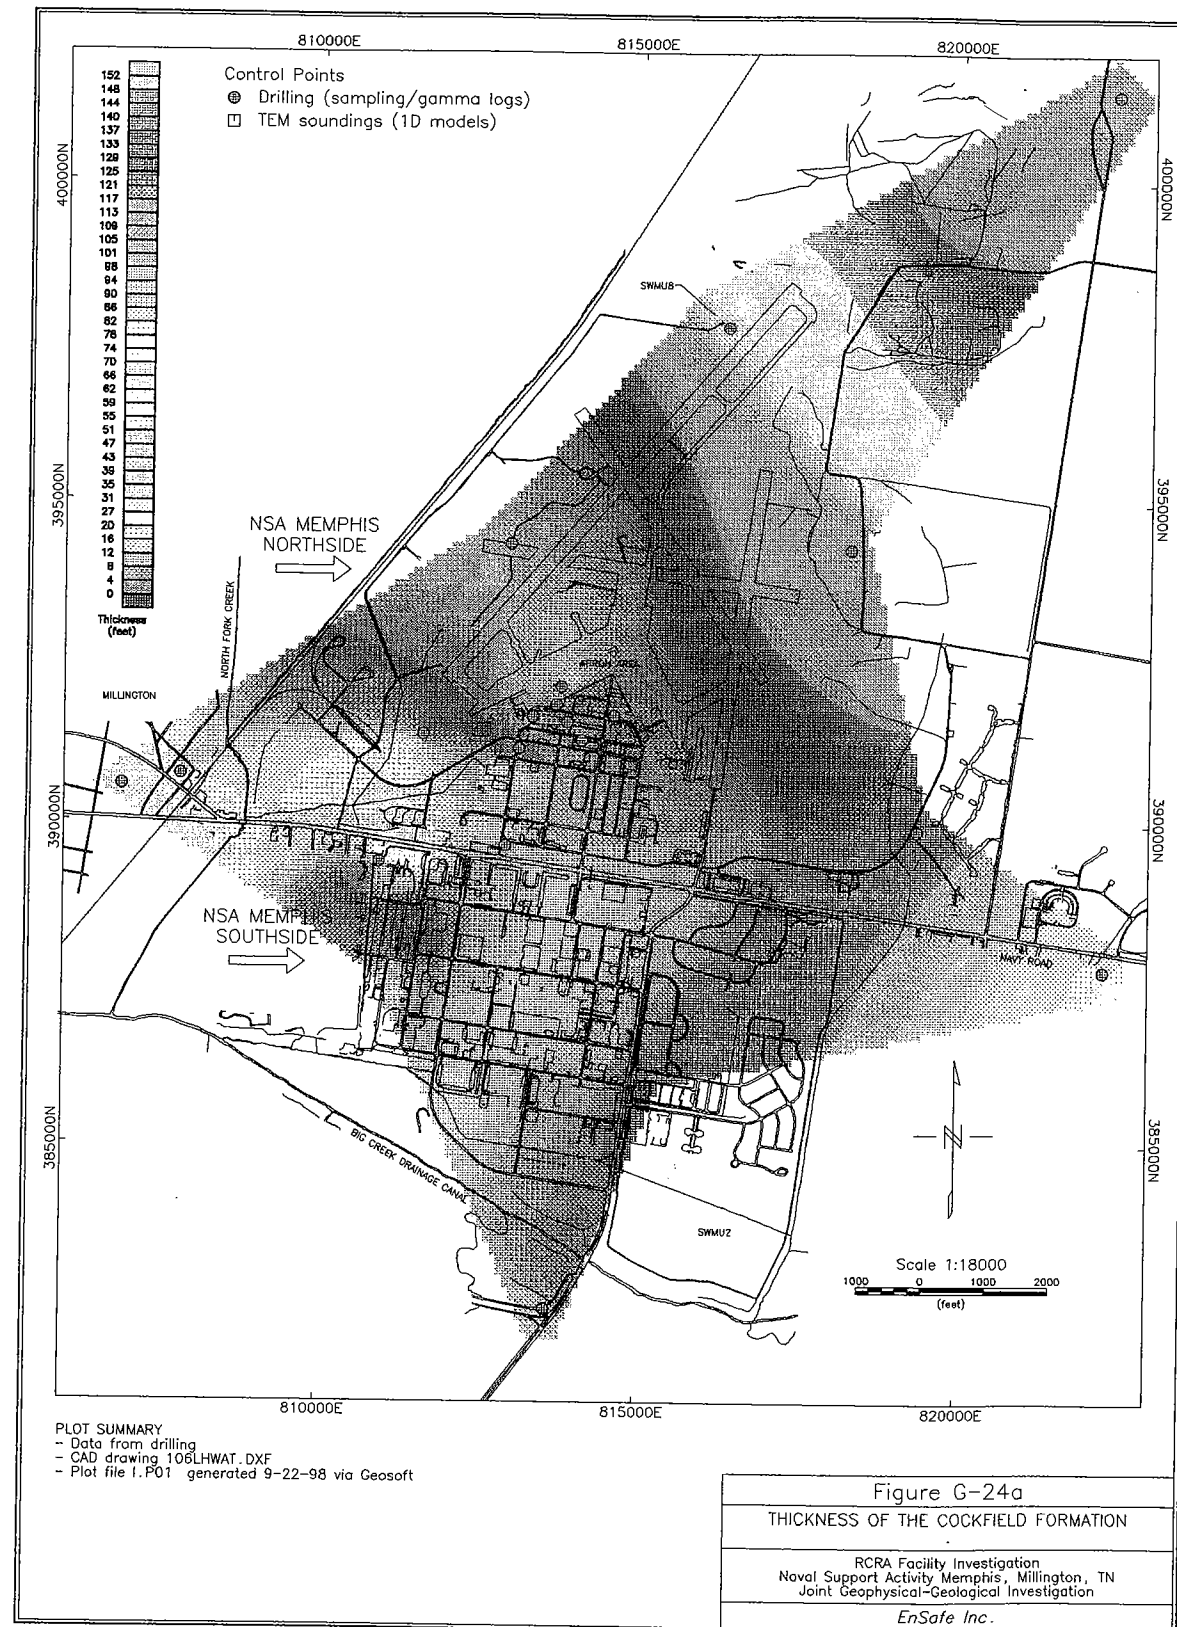 810000E
815000E
820000E
Control Points
Drilling (sampling/gamma logs)
TEM soundings (1D models)
152
148
144
140
137
133
129
125
121
117
113
109
105
101
98
94
90
86
82
78
74
70
66
62
59
55
51
47
43
39
35
31
27
20
16
12
8
4
0
Thickness
(feet)
400000N
395000N
390000N
385000N
400000N
395000N
390000N
385000N
SWMU8
NSA MEMPHIS
NORTHSIDE
NORTH FORK CREEK
MILLINGTON
APRON AREA
NSA MEMPHIS
SOUTHSIDE
NAVY ROAD
BIG CREEK DRAINAGE CANAL
SWMU2
N
Scale 1:18000
1000 0 1000 2000
(feet)
810000E
815000E
820000E
PLOT SUMMARY
- Data from drilling
- CAD drawing 106LHWAT.DXF
- Plot file I.P01 generated 9-22-98 via Geosoft
Figure G-24a
THICKNESS OF THE COCKFIELD FORMATION
RCRA Facility Investigation
Naval Support Activity Memphis, Millington, TN
Joint Geophysical-Geological Investigation
EnSafe Inc.